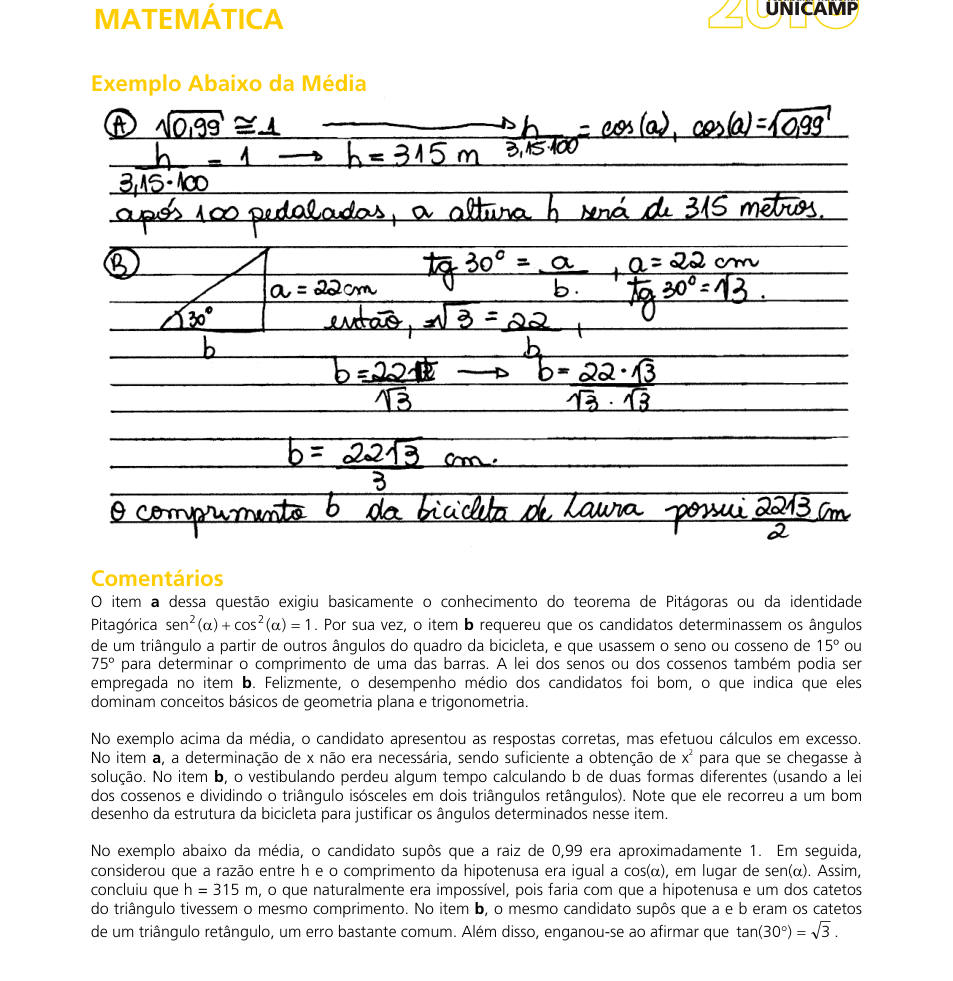 MATEMÁTICA
UNICAMP
Exemplo Abaixo da Média
A √0,99 ≅ 1 → h/3,15·100 = cos(a), cos(a)=√0,99
h/3,15·100 = 1 → h = 315 m
após 100 pedaladas, a altura h será de 315 metros.
B tg 30° = a/b. , a = 22 cm
a = 22 cm tg 30° = √3.
30° então, √3 = 22/b,
b
b = 22/√3 → b = 22·√3/√3·√3
b = 22√3/3 cm.
O comprimento b da bicicleta de Laura possui 22√3/2 cm
Comentários
O item a dessa questão exigiu basicamente o conhecimento do teorema de Pitágoras ou da identidade
Pitagórica sen²(α) + cos²(α) = 1. Por sua vez, o item b requereu que os candidatos determinassem os ângulos
de um triângulo a partir de outros ângulos do quadro da bicicleta, e que usassem o seno ou cosseno de 15º ou
75º para determinar o comprimento de uma das barras. A lei dos senos ou dos cossenos também podia ser
empregada no item b. Felizmente, o desempenho médio dos candidatos foi bom, o que indica que eles
dominam conceitos básicos de geometria plana e trigonometria.
No exemplo acima da média, o candidato apresentou as respostas corretas, mas efetuou cálculos em excesso.
No item a, a determinação de x não era necessária, sendo suficiente a obtenção de x² para que se chegasse à
solução. No item b, o vestibulando perdeu algum tempo calculando b de duas formas diferentes (usando a lei
dos cossenos e dividindo o triângulo isósceles em dois triângulos retângulos). Note que ele recorreu a um bom
desenho da estrutura da bicicleta para justificar os ângulos determinados nesse item.
No exemplo abaixo da média, o candidato supôs que a raiz de 0,99 era aproximadamente 1. Em seguida,
considerou que a razão entre h e o comprimento da hipotenusa era igual a cos(α), em lugar de sen(α). Assim,
concluiu que h = 315 m, o que naturalmente era impossível, pois faria com que a hipotenusa e um dos catetos
do triângulo tivessem o mesmo comprimento. No item b, o mesmo candidato supôs que a e b eram os catetos
de um triângulo retângulo, um erro bastante comum. Além disso, enganou-se ao afirmar que tan(30°) = √3 .